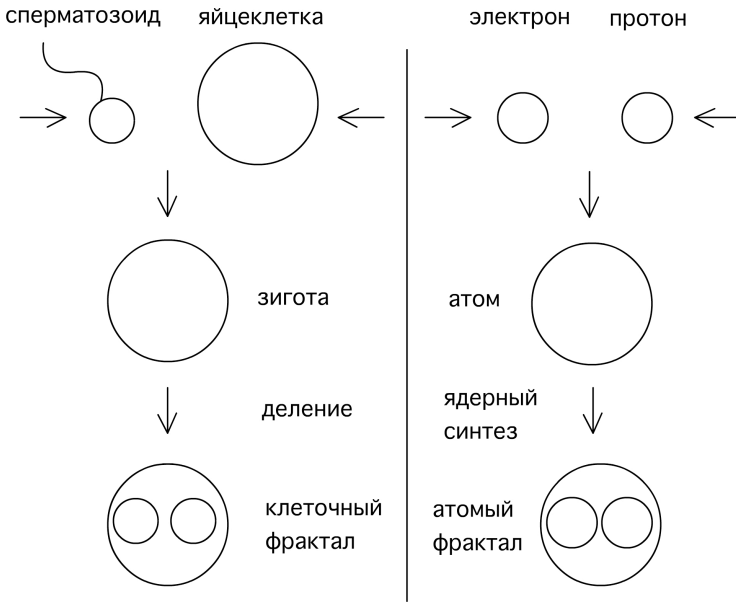 сперматозоид
яйцеклетка
зигота
деление
клеточный
фрактал
электрон
протон
атом
ядерный
синтез
атомый
фрактал